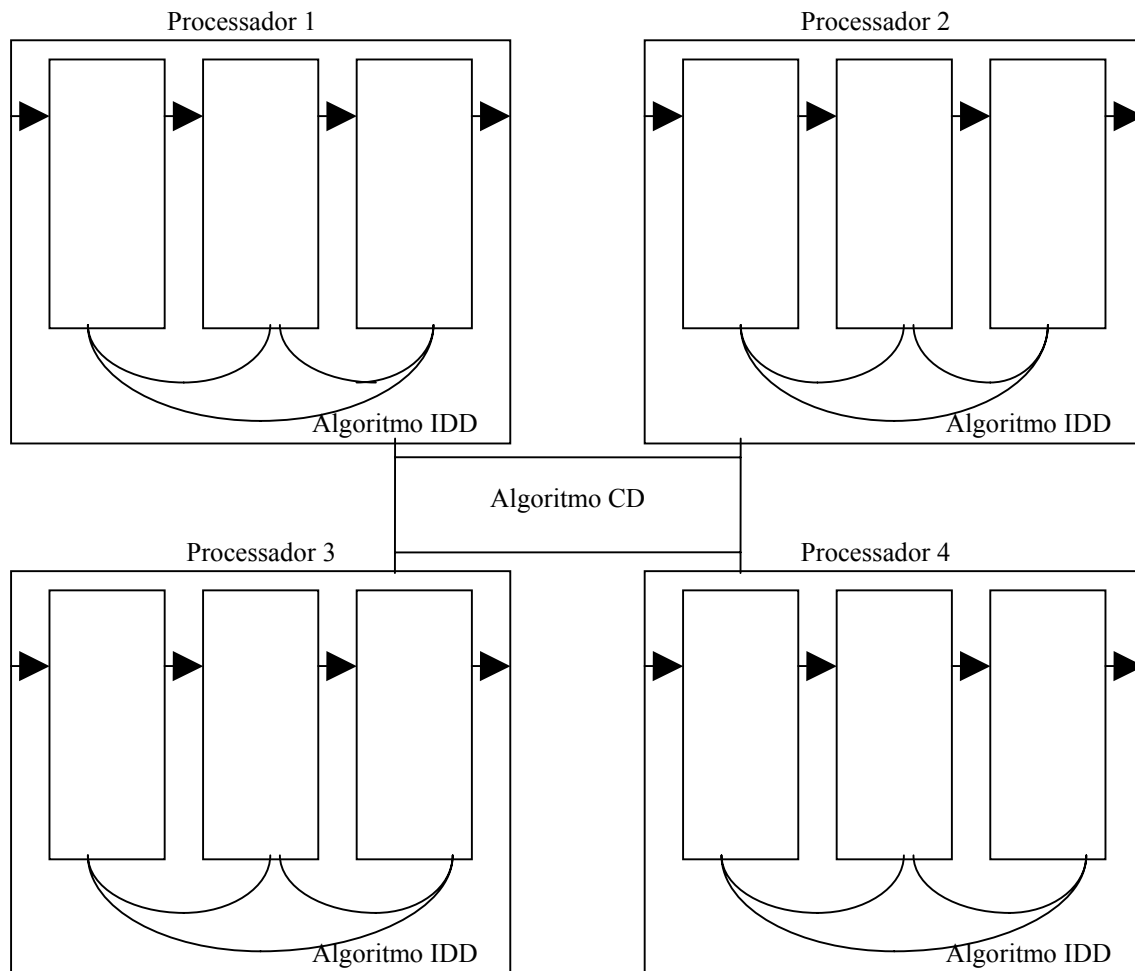 Processador 1
Processador 2
Algoritmo IDD
Algoritmo IDD
Algoritmo CD
Processador 3
Processador 4
Algoritmo IDD
Algoritmo IDD